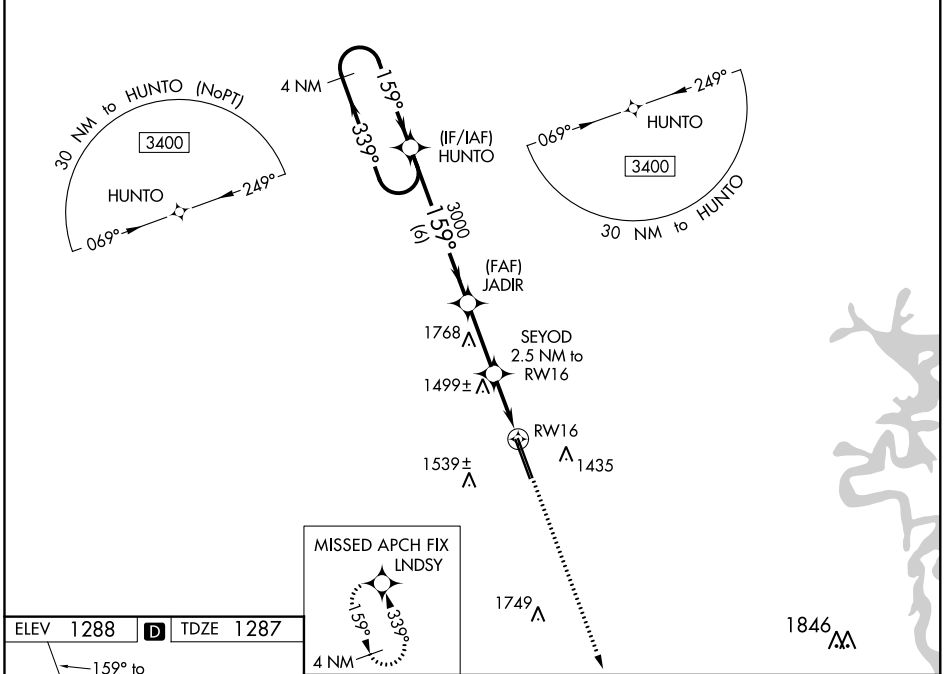 30 NM to HUNTO (NoPT)
3400
HUNTO
069°
249°
4 NM
159°
339°
(IF/IAF)
HUNTO
3000
159°
(6)
069°
249°
HUNTO
3400
30 NM to HUNTO
(FAF)
JADIR
1768
SEYOD
2.5 NM to
RW16
1499±
RW16
1539±
1435
MISSED APCH FIX
LNDSY
159°
339°
4 NM
1749
1846
ELEV 1288 D TDZE 1287
159° to